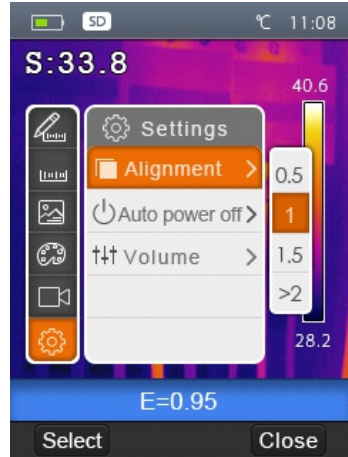 SD ℃ 11:08
S:33.8
40.6
Settings
Alignment >
0.5
1
1.5
>2
Auto power off >
Volume >
28.2
E=0.95
Select Close